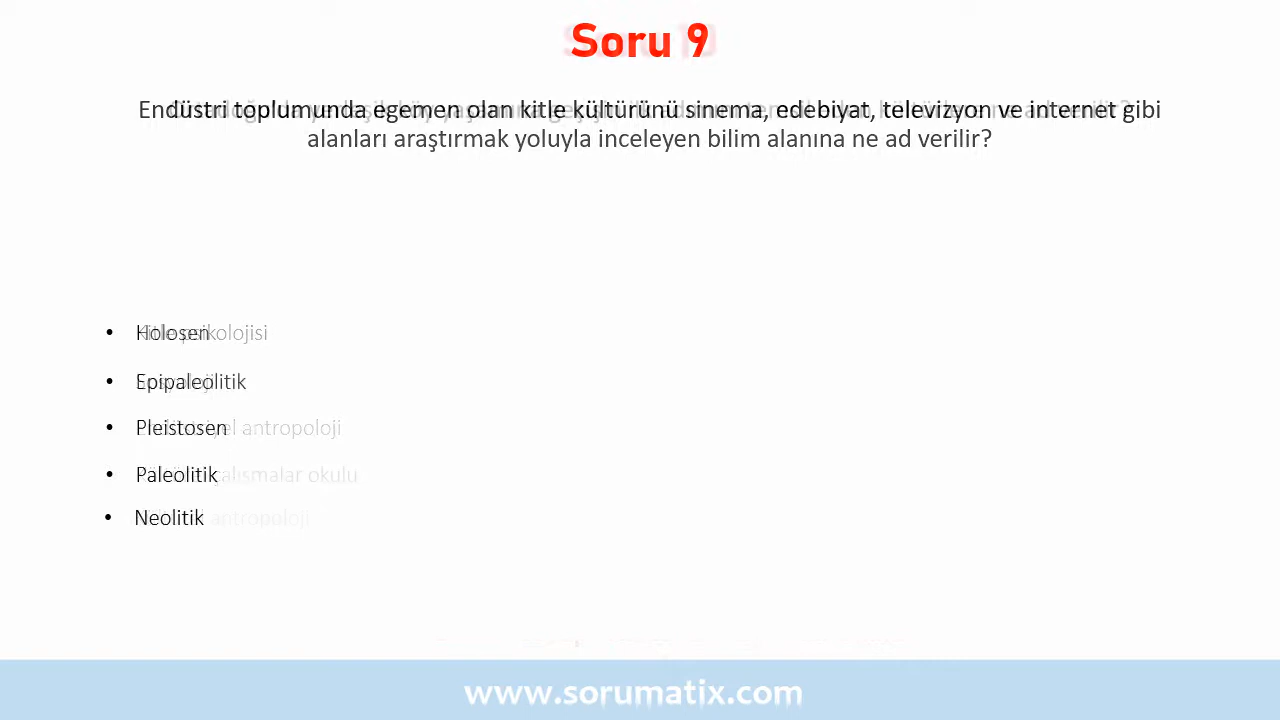 Soru 9
Endüstri toplumunda egemen olan kitle kültürünü sinema, edebiyat, televizyon ve internet gibi
alanları araştırmak yoluyla inceleyen bilim alanına ne ad verilir?
• Holosen
• Epipaleolitik
• Pleistosen
• Paleolitik
• Neolitik
www.sorumatix.com